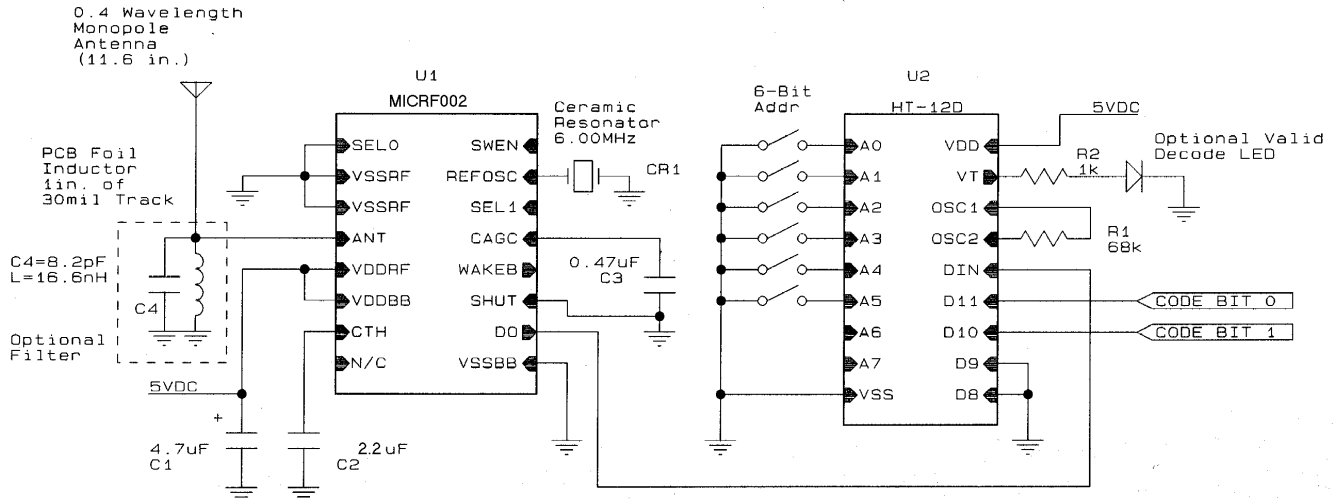 0.4 Wavelength
Monopole
Antenna
(11.6 in.)
PCB Foil
Inductor
1in. of
30mil Track
C4=8.2pF
L=16.6nH
C4
Optional
Filter
5VDC
+
4.7uF
C1
2.2uF
C2
U1
MICRF002
SEL0
VSSRF
VSSRF
ANT
VDDRF
VDDBB
CTH
N/C
SWEN
REFOSC
SEL1
CAGC
WAKEB
SHUT
DO
VSSBB
Ceramic
Resonator
6.00MHz
CR1
0.47uF
C3
6-Bit
Addr
U2
HT-12D
A0
A1
A2
A3
A4
A5
A6
A7
VSS
VDD
VT
OSC1
OSC2
DIN
D11
D10
D9
D8
5VDC
R2
1k
Optional Valid
Decode LED
R1
68k
CODE BIT 0
CODE BIT 1